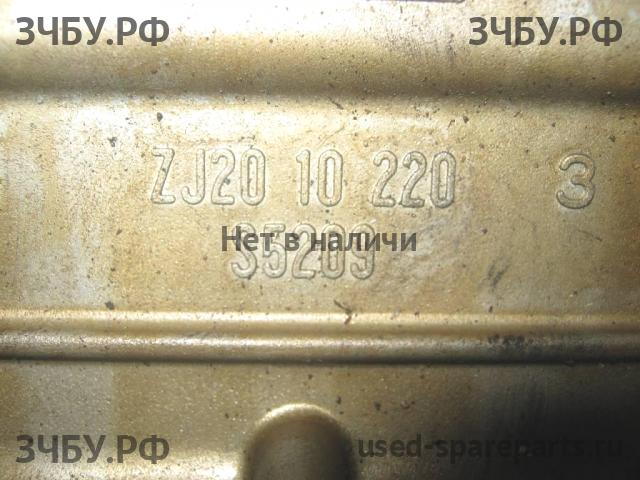 ЗЧБУ.РФ ЗЧБУ.РФ
ZJ20 10 220 3
S5209
Нет в наличи
ЗЧБУ.РФ used-spareparts.ru